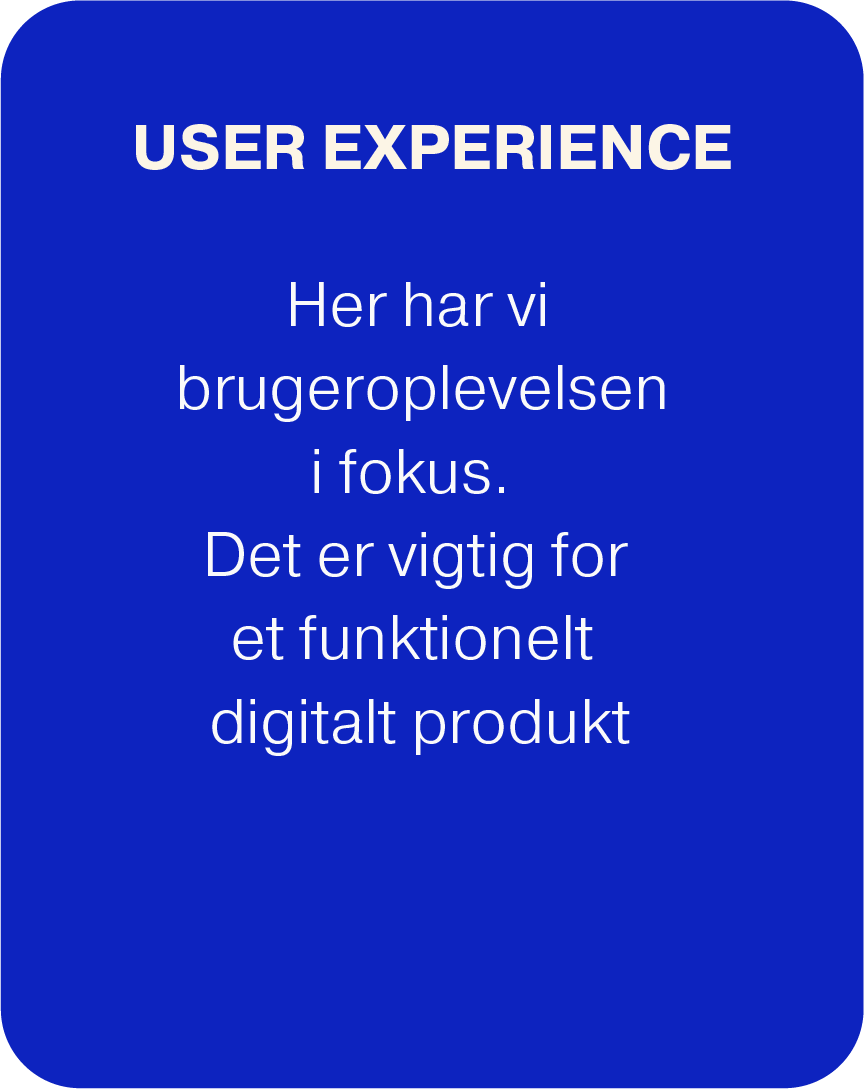 USER EXPERIENCE
Her har vi
brugeroplevelsen
i fokus.
Det er vigtig for
et funktionelt
digitalt produkt